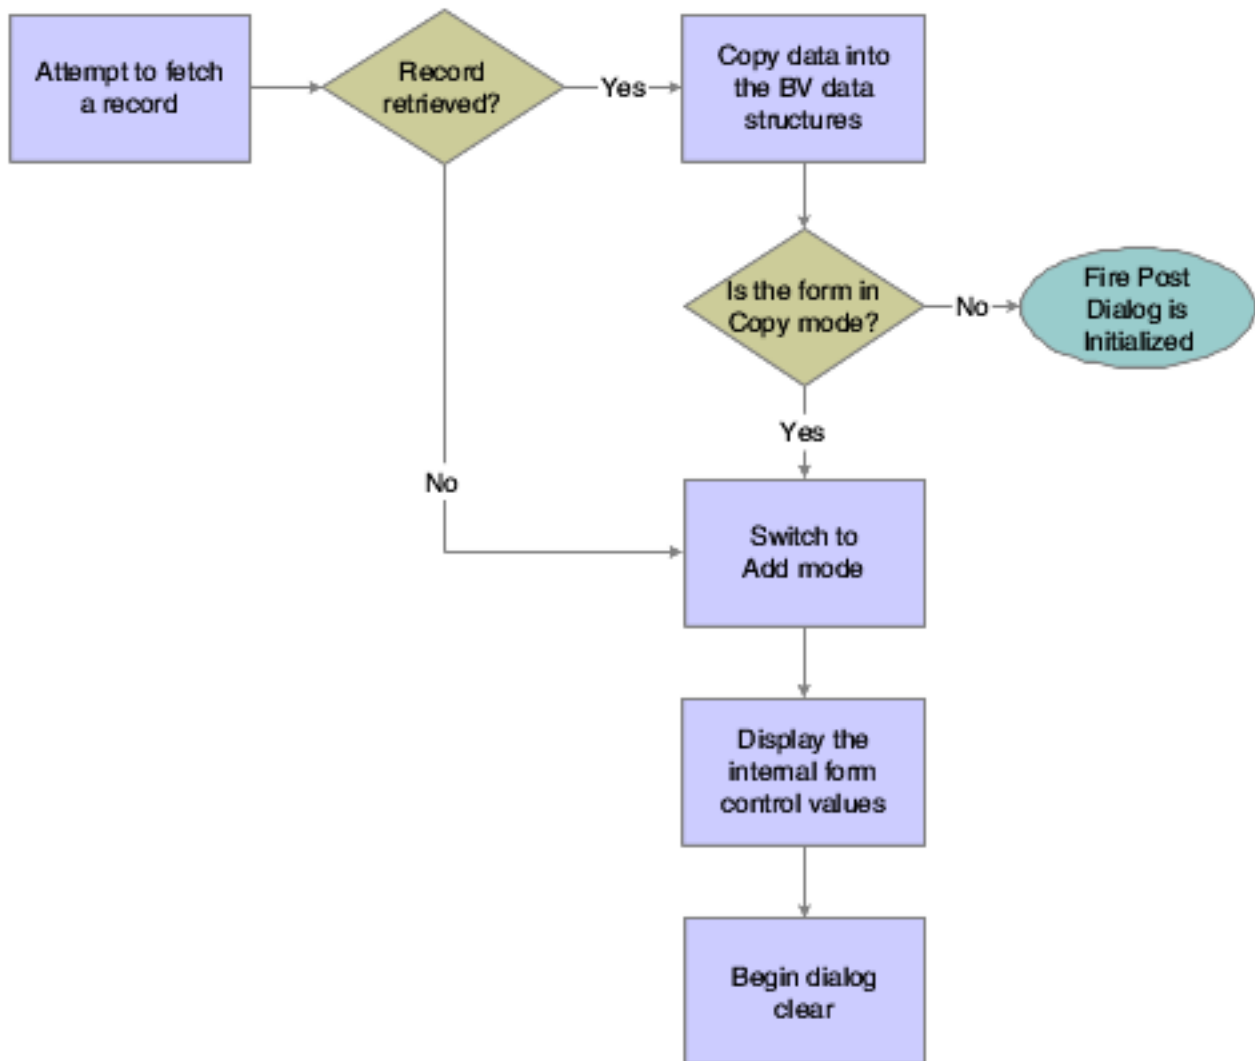 Attempt to fetch
a record
Record
retrieved?
Yes
Copy data into
the BV data
structures
Is the form in
Copy mode?
No
Fire Post
Dialog is
Initialized
Yes
No
Switch to
Add mode
Display the
internal form
control values
Begin dialog
clear